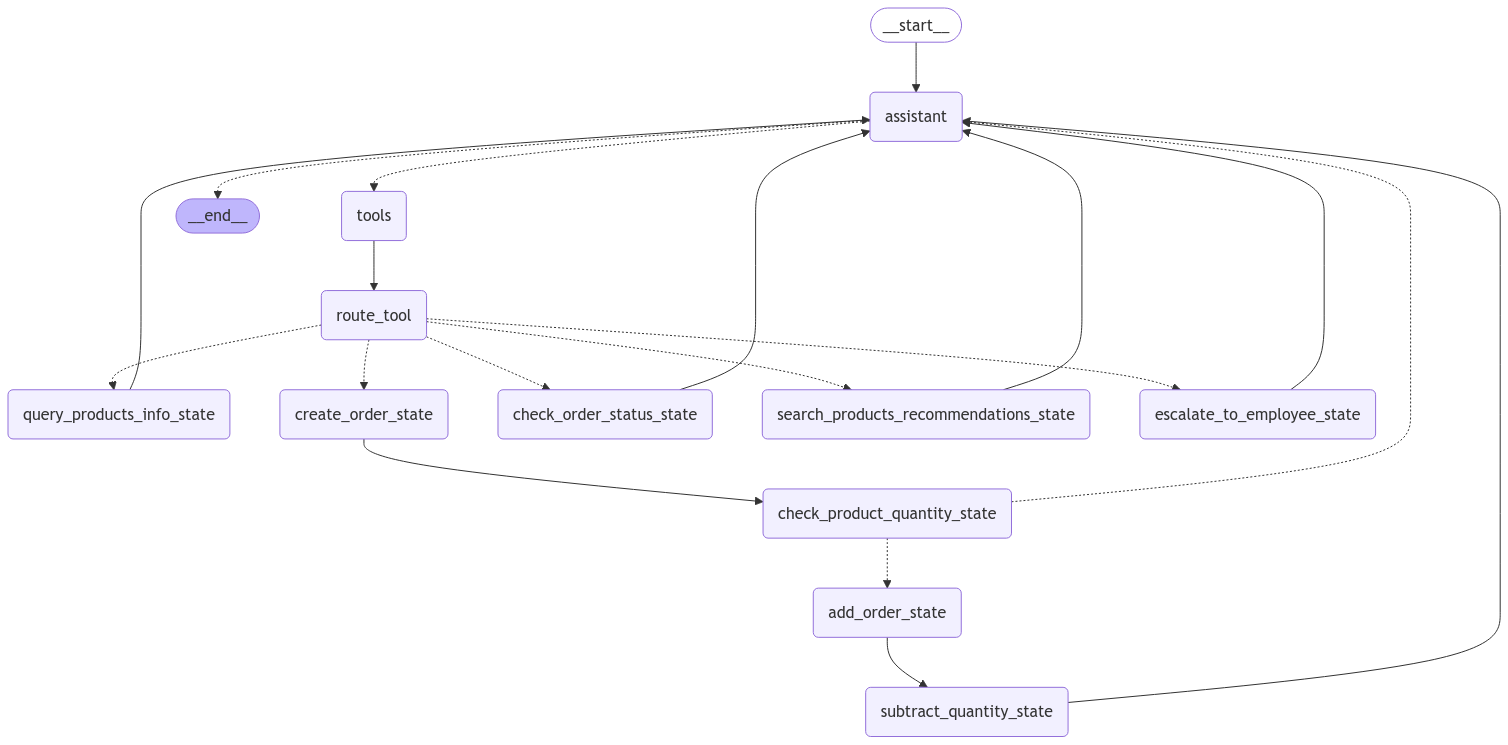 __start__
assistant
__end__
tools
route_tool
query_products_info_state
create_order_state
check_order_status_state
search_products_recommendations_state
escalate_to_employee_state
check_product_quantity_state
add_order_state
subtract_quantity_state